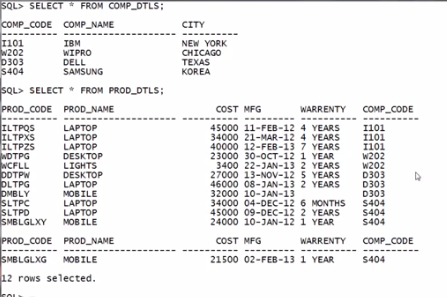 SQL> SELECT * FROM COMP_DTLS;
COMP_CODE COMP_NAME CITY
---------- -------------------- ----------
I101 IBM NEW YORK
W202 WIPRO CHICAGO
D303 DELL TEXAS
S404 SAMSUNG KOREA
SQL> SELECT * FROM PROD_DTLS;
PROD_CODE PROD_NAME COST MFG WARRENTY COMP_CODE
---------- -------------------- ---------- --------- ---------- ----------
ILTPQS LAPTOP 45000 11-FEB-12 4 YEARS I101
ILTPXS LAPTOP 34000 21-MAR-12 4 YEARS I101
ILTPZS LAPTOP 40000 12-FEB-13 7 YEARS I101
WDTPG DESKTOP 23000 30-OCT-12 1 YEAR W202
WCFLL LIGHTS 3400 22-JAN-13 2 YEARS W202
DDTPW DESKTOP 27000 13-NOV-12 5 YEARS D303
DLTPG LAPTOP 46000 08-JAN-13 2 YEARS D303
DMBLY MOBILE 32000 10-JAN-13 D303
SLTPC LAPTOP 34000 04-DEC-12 6 MONTHS S404
SLTPD LAPTOP 45000 09-DEC-12 2 YEARS S404
SMBLGLXY MOBILE 24000 10-JAN-12 1 YEAR S404
PROD_CODE PROD_NAME COST MFG WARRENTY COMP_CODE
---------- -------------------- ---------- --------- ---------- ----------
SMBLGLXG MOBILE 21500 02-FEB-13 1 YEAR S404
12 rows selected.
SQL>